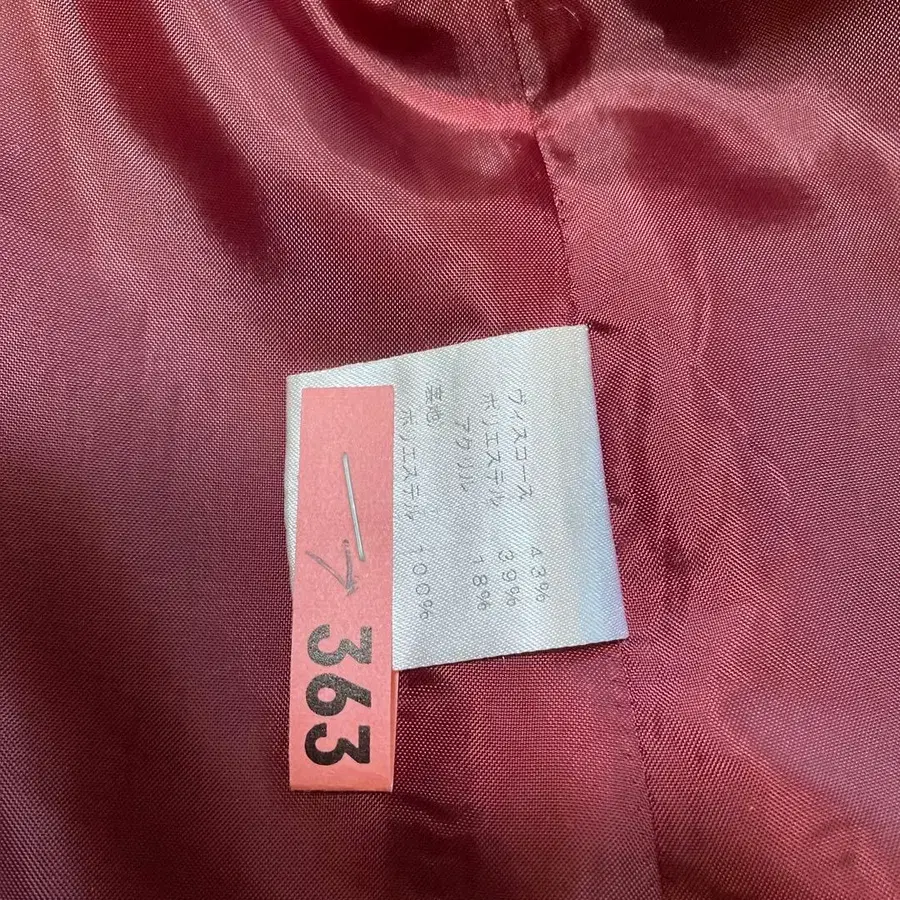 ヴィスコース 43%
ポリエステル 39%
アクリル 18%
裏地
ポリエステル 100%
363